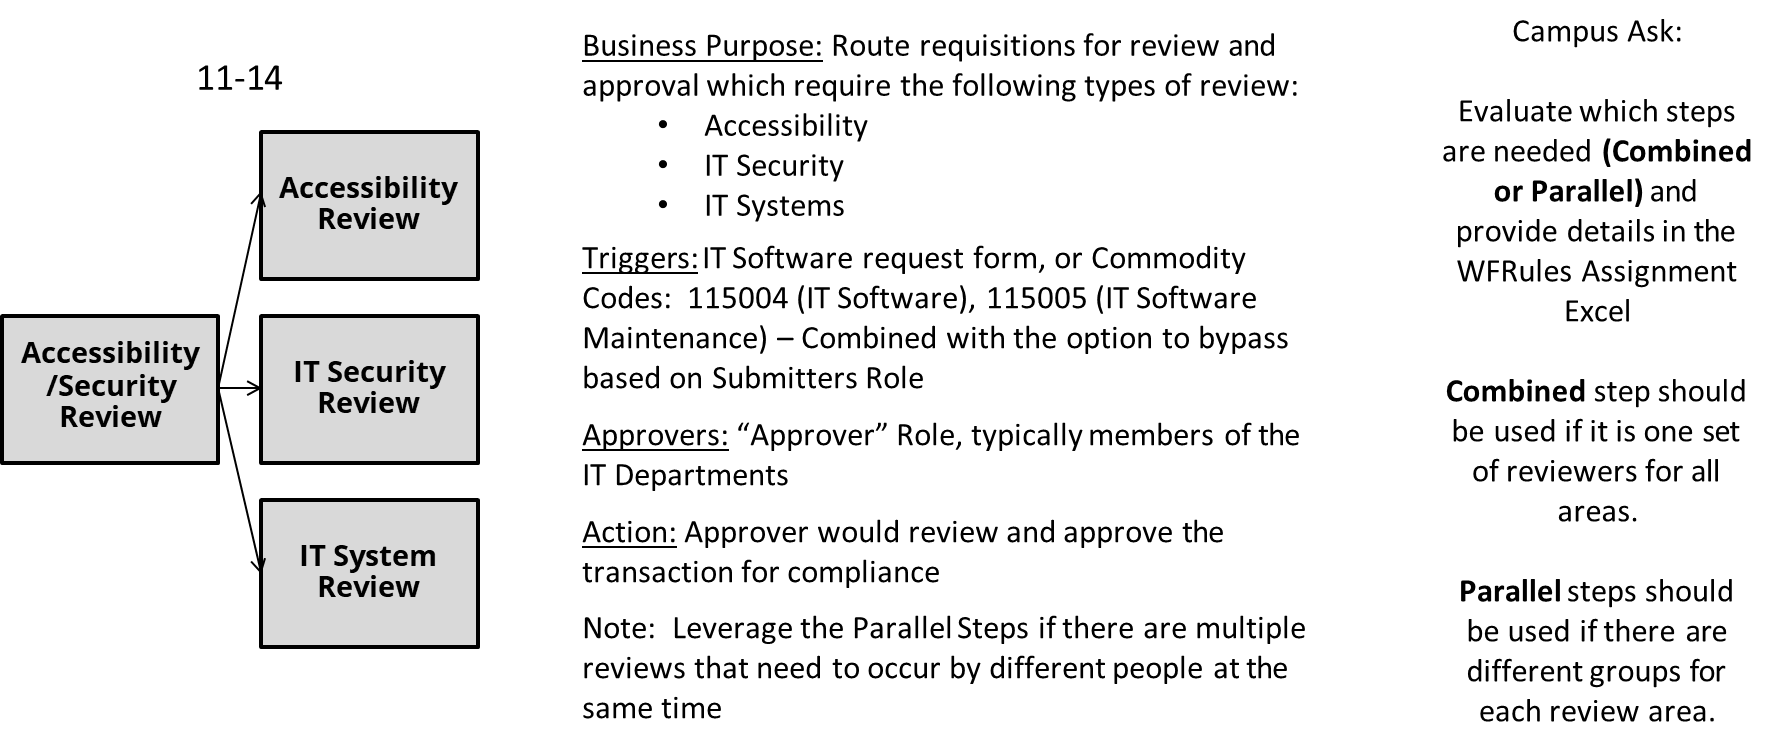 11-14
Accessibility
Review
Accessibility
/Security
Review
IT Security
Review
IT System
Review
Business Purpose: Route requisitions for review and
approval which require the following types of review:
• Accessibility
• IT Security
• IT Systems
Triggers: IT Software request form, or Commodity
Codes:  115004 (IT Software), 115005 (IT Software
Maintenance) – Combined with the option to bypass
based on Submitters Role
Approvers: “Approver” Role, typically members of the
IT Departments
Action: Approver would review and approve the
transaction for compliance
Note:  Leverage the Parallel Steps if there are multiple
reviews that need to occur by different people at the
same time
Campus Ask:
Evaluate which steps
are needed (Combined
or Parallel) and
provide details in the
WFRules Assignment
Excel
Combined step should
be used if it is one set
of reviewers for all
areas.
Parallel steps should
be used if there are
different groups for
each review area.